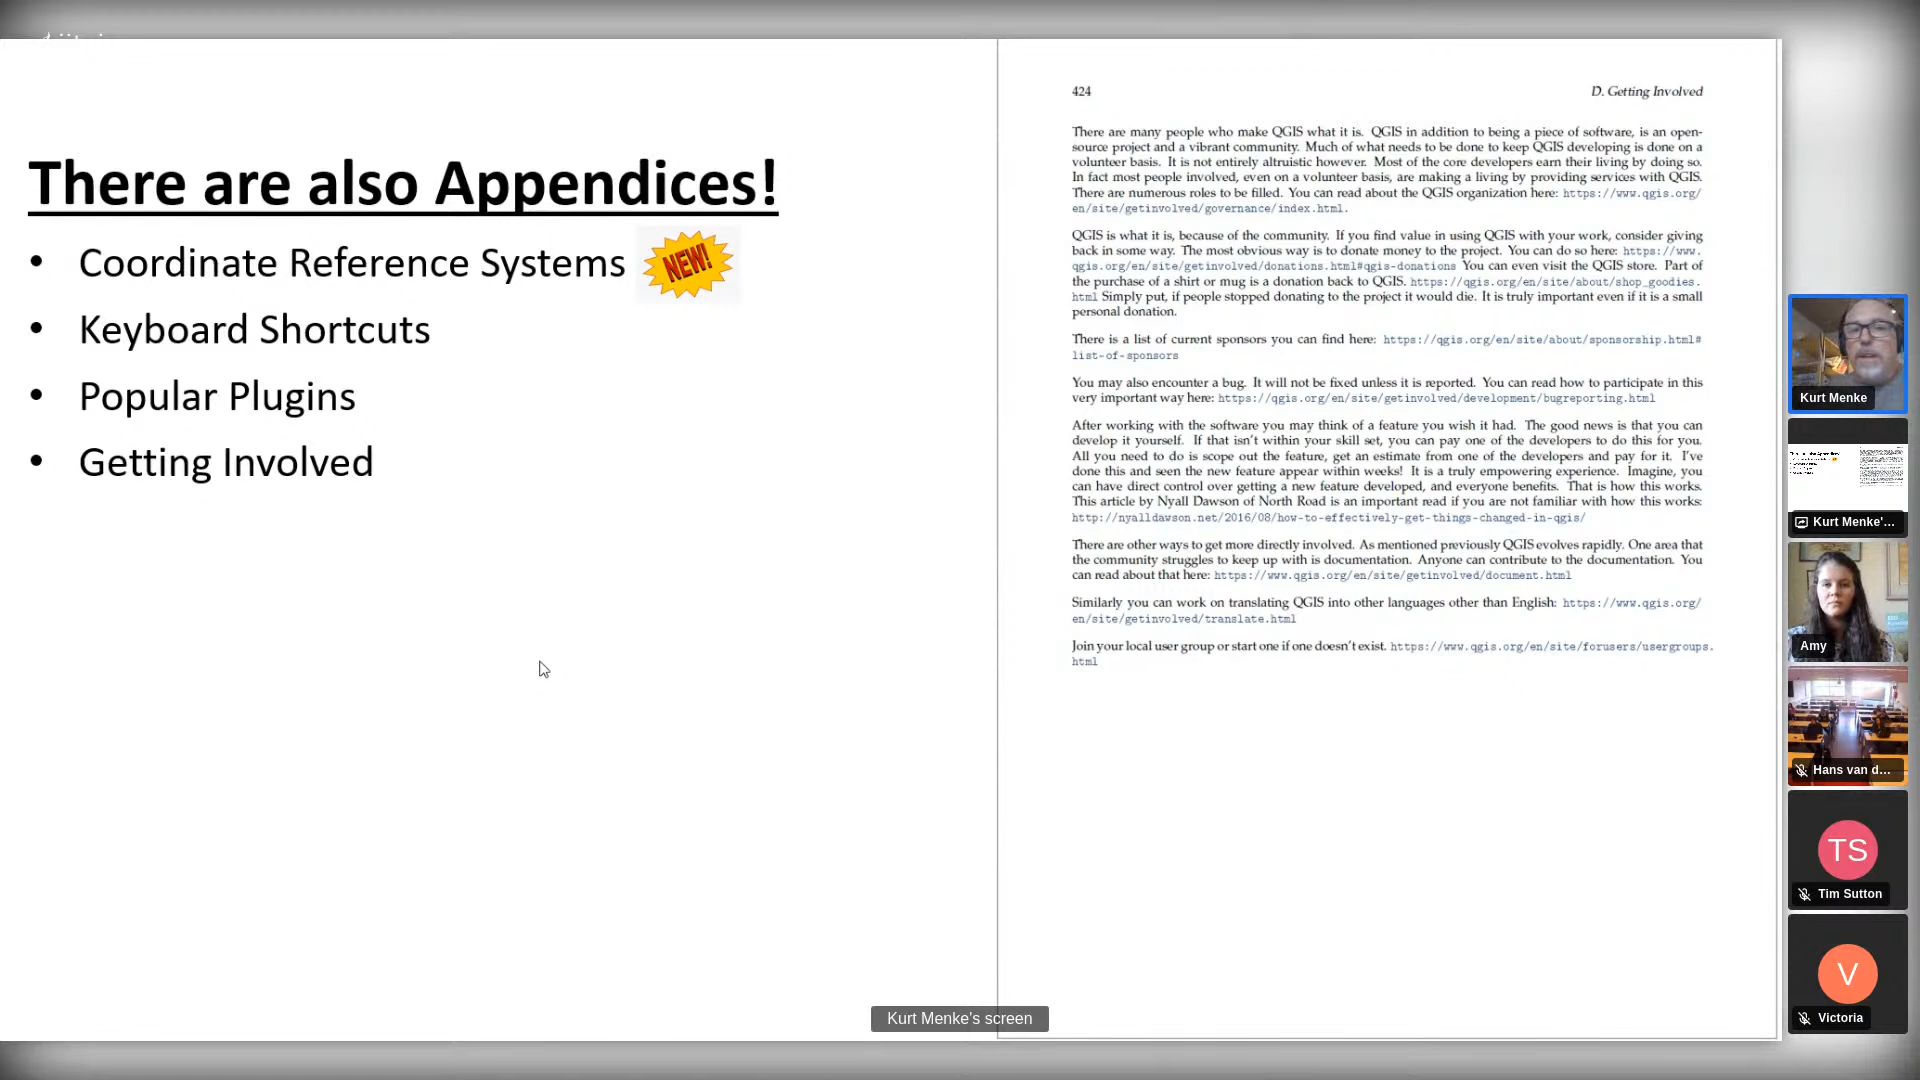 There are also Appendices!
• Coordinate Reference Systems
NEW!
• Keyboard Shortcuts
• Popular Plugins
• Getting Involved
424 D. Getting Involved
There are many people who make QGIS what it is. QGIS in addition to being a piece of software, is an open-
source project and a vibrant community. Much of what needs to be done to keep QGIS developing is done on a
volunteer basis. It is not entirely altruistic however. Most of the core developers earn their living by doing so.
In fact most people involved, even on a volunteer basis, are making a living by providing services with QGIS.
There are numerous roles to be filled. You can read about the QGIS organization here: https://www.qgis.org/
en/site/getinvolved/governance/index.html.
QGIS is what it is, because of the community. If you find value in using QGIS with your work, consider giving
back in some way. The most obvious way is to donate money to the project. You can do so here: https://www.
qgis.org/en/site/getinvolved/donations.html#qgis-donations You can even visit the QGIS store. Part of
the purchase of a shirt or mug is a donation back to QGIS. https://qgis.org/en/site/about/shop_goodies.
html Simply put, if people stopped donating to the project it would die. It is truly important even if it is a small
personal donation.
There is a list of current sponsors you can find here: https://qgis.org/en/site/about/sponsorship.html#
list-of-sponsors
You may also encounter a bug. It will not be fixed unless it is reported. You can read how to participate in this
very important way here: https://qgis.org/en/site/getinvolved/development/bugreporting.html
After working with the software you may think of a feature you wish it had. The good news is that you can
develop it yourself. If that isn't within your skill set, you can pay one of the developers to do this for you.
All you need to do is scope out the feature, get an estimate from one of the developers and pay for it. I've
done this and seen the new feature appear within weeks! It is a truly empowering experience. Imagine, you
can have direct control over getting a new feature developed, and everyone benefits. That is how this works.
This article by Nyall Dawson of North Road is an important read if you are not familiar with how this works:
http://nyalldawson.net/2016/08/how-to-effectively-get-things-changed-in-qgis/
There are other ways to get more directly involved. As mentioned previously QGIS evolves rapidly. One area that
the community struggles to keep up with is documentation. Anyone can contribute to the documentation. You
can read about that here: https://www.qgis.org/en/site/getinvolved/document.html
Similarly you can work on translating QGIS into other languages other than English: https://www.qgis.org/
en/site/getinvolved/translate.html
Join your local user group or start one if one doesn't exist. https://www.qgis.org/en/site/forusers/usergroups.
html
Kurt Menke
Kurt Menke'...
Amy
Hans van d...
TS
Tim Sutton
V
Victoria
Kurt Menke's screen